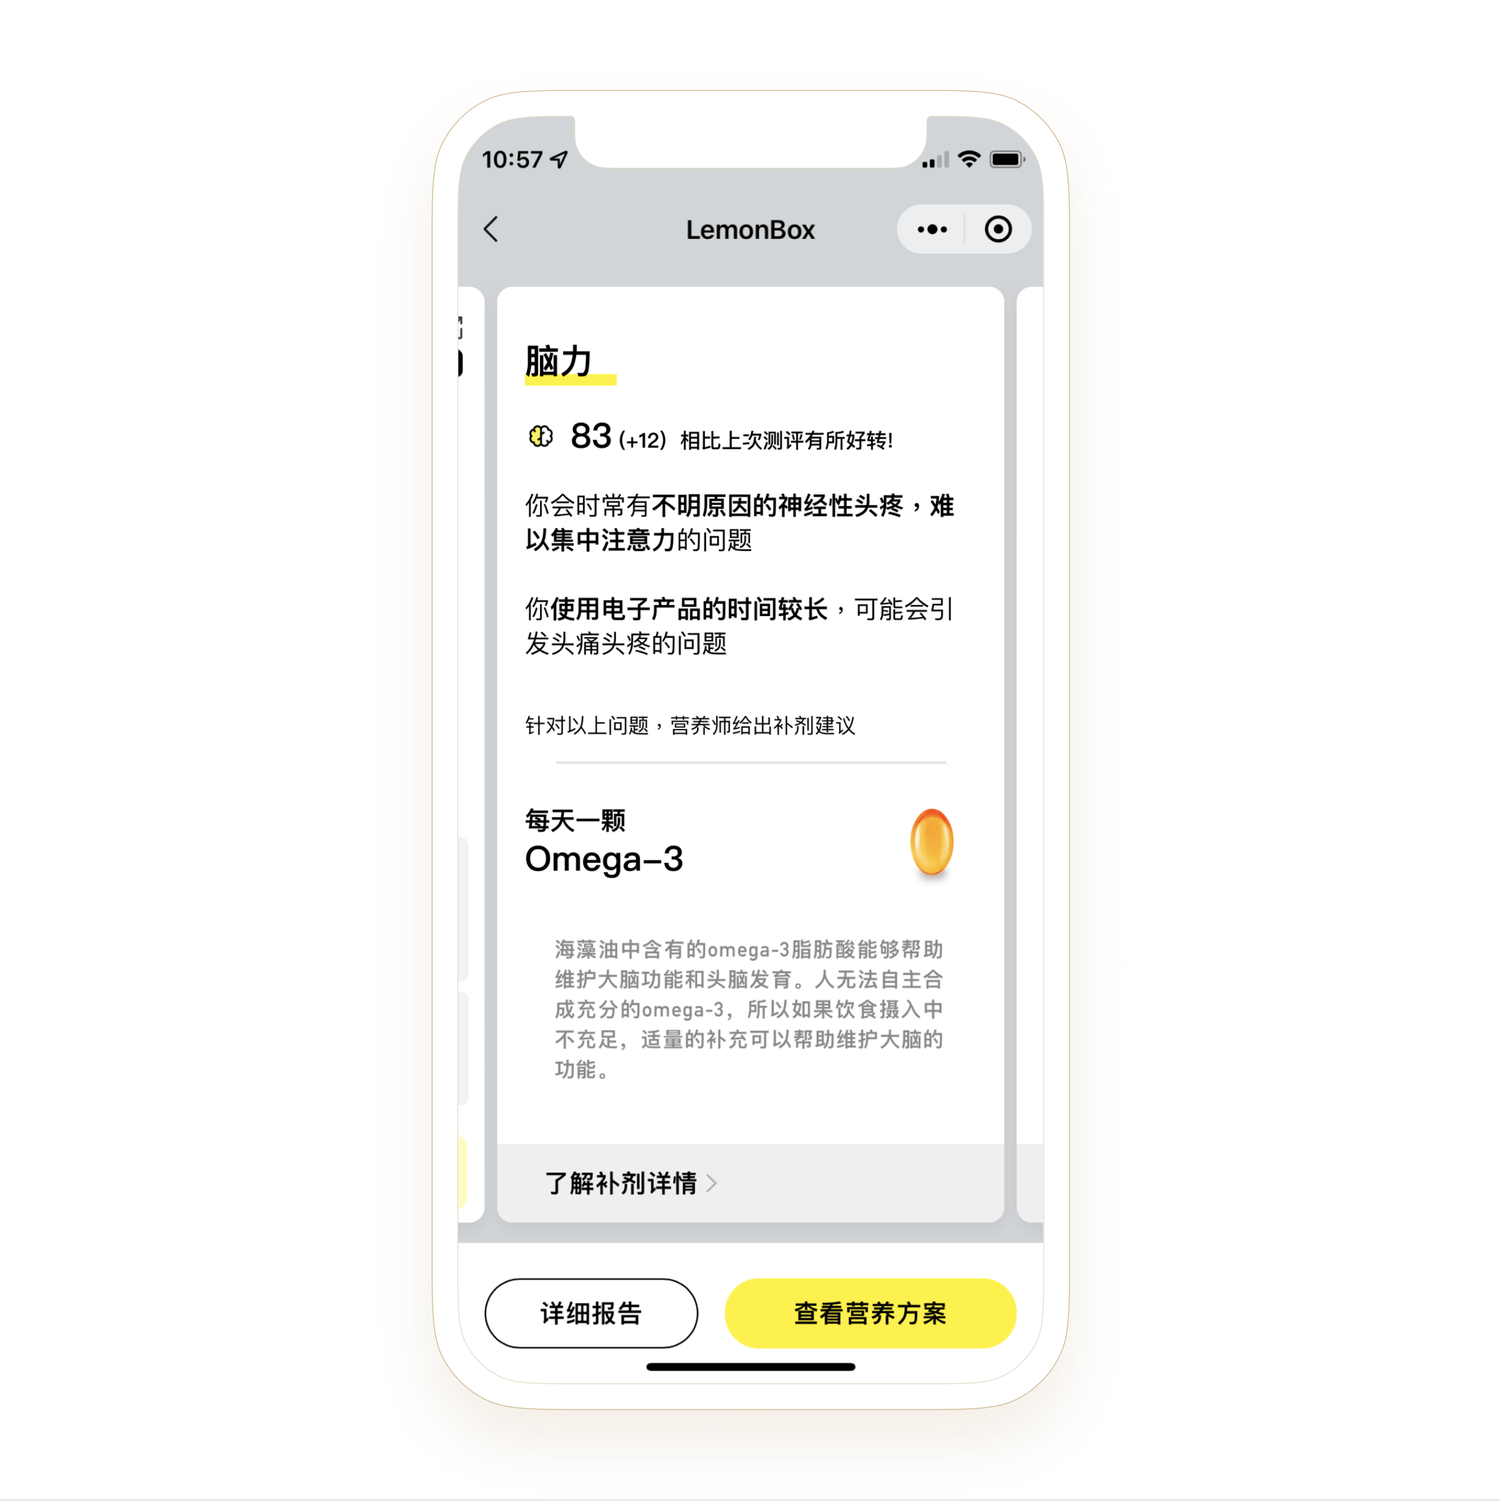 10:57
LemonBox
脑力
83 (+12) 相比上次测评有所好转!
你会时常有不明原因的神经性头疼，难
以集中注意力的问题
你使用电子产品的时间较长，可能会引
发头痛头疼的问题
针对以上问题，营养师给出补剂建议
每天一颗
Omega-3
海藻油中含有的omega-3脂肪酸能够帮助
维护大脑功能和头脑发育。人无法自主合
成充分的omega-3，所以如果饮食摄入中
不充足，适量的补充可以帮助维护大脑的
功能。
了解补剂详情 >
详细报告
查看营养方案